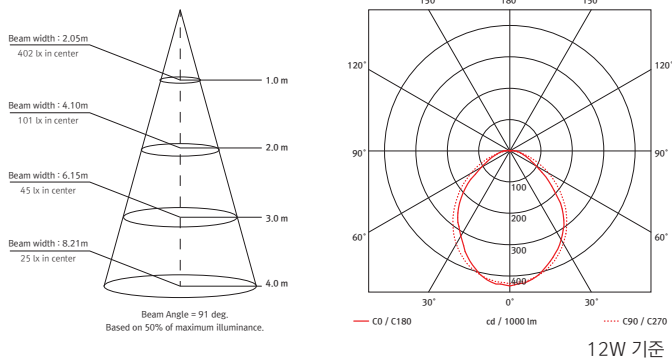 Beam width : 2.05m
402 lx in center
1.0 m
Beam width : 4.10m
101 lx in center
2.0 m
Beam width : 6.15m
45 lx in center
3.0 m
Beam width : 8.21m
25 lx in center
4.0 m
Beam Angle = 91 deg.
Based on 50% of maximum illuminance.
150 180 150
120° 120°
90° 90°
100
200
60° 60°
300
400
30° 0° 30°
C0 / C180 cd / 1000 lm C90 / C270
12W 기준